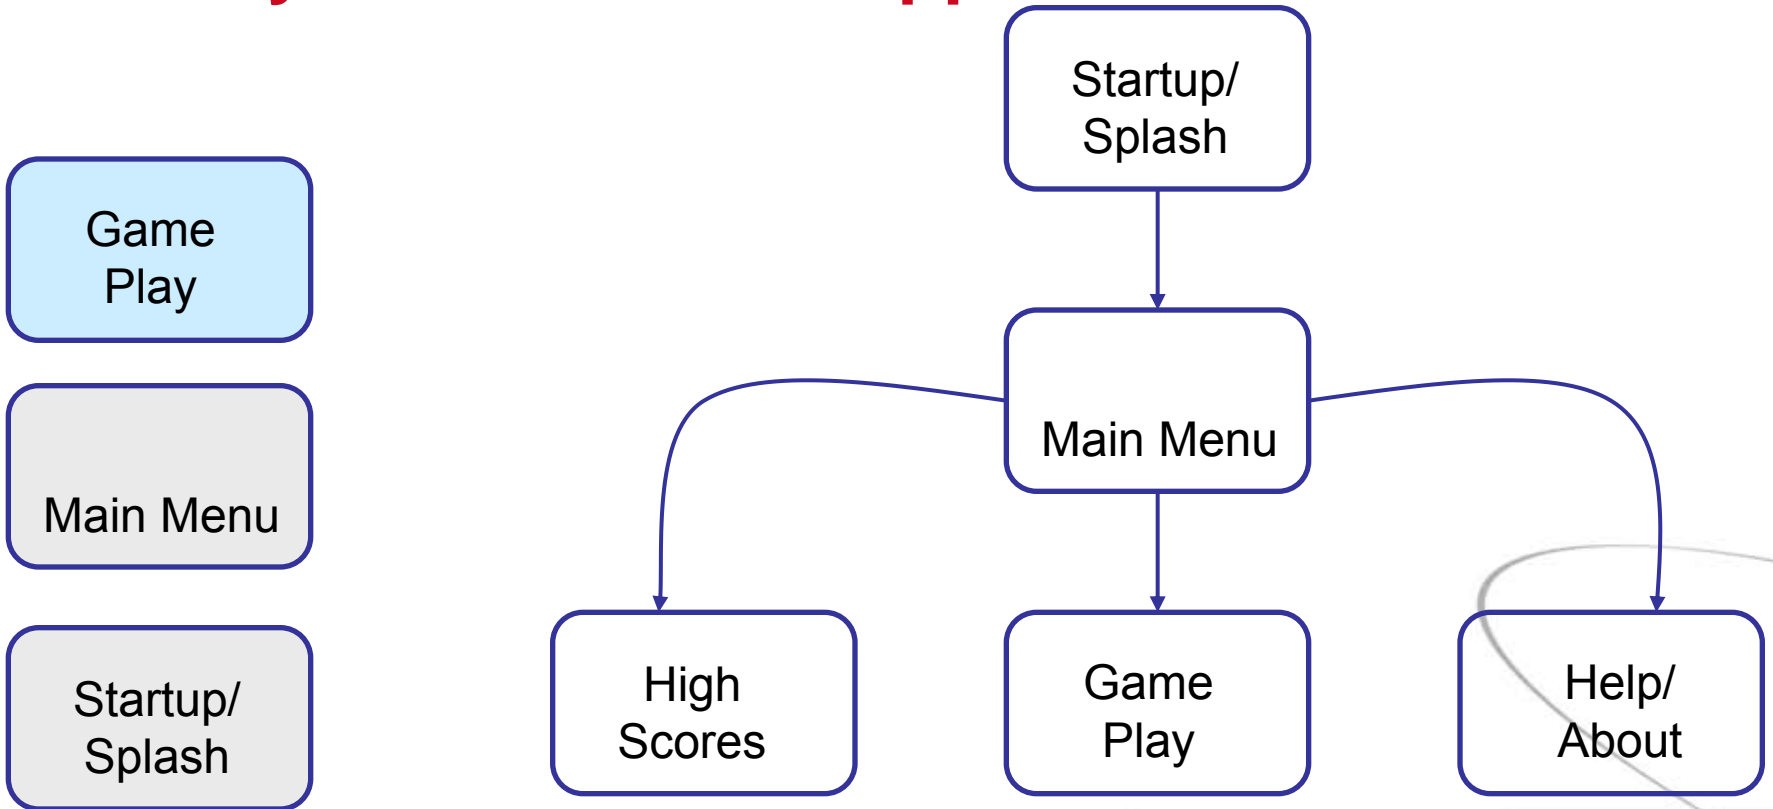 Startup/
Splash
Game
Play
Main Menu
Main Menu
Startup/
Splash
High
Scores
Game
Play
Help/
About